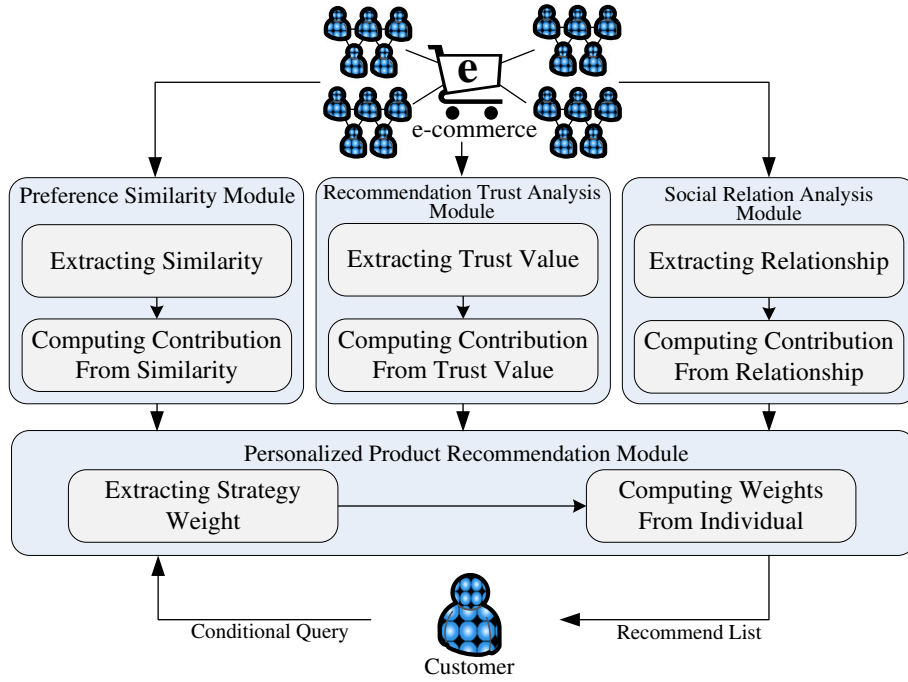 e
e-commerce
Preference Similarity Module
Extracting Similarity
Computing Contribution
From Similarity
Recommendation Trust Analysis
Module
Extracting Trust Value
Computing Contribution
From Trust Value
Social Relation Analysis
Module
Extracting Relationship
Computing Contribution
From Relationship
Personalized Product Recommendation Module
Extracting Strategy
Weight
Computing Weights
From Individual
Conditional Query
Recommend List
Customer